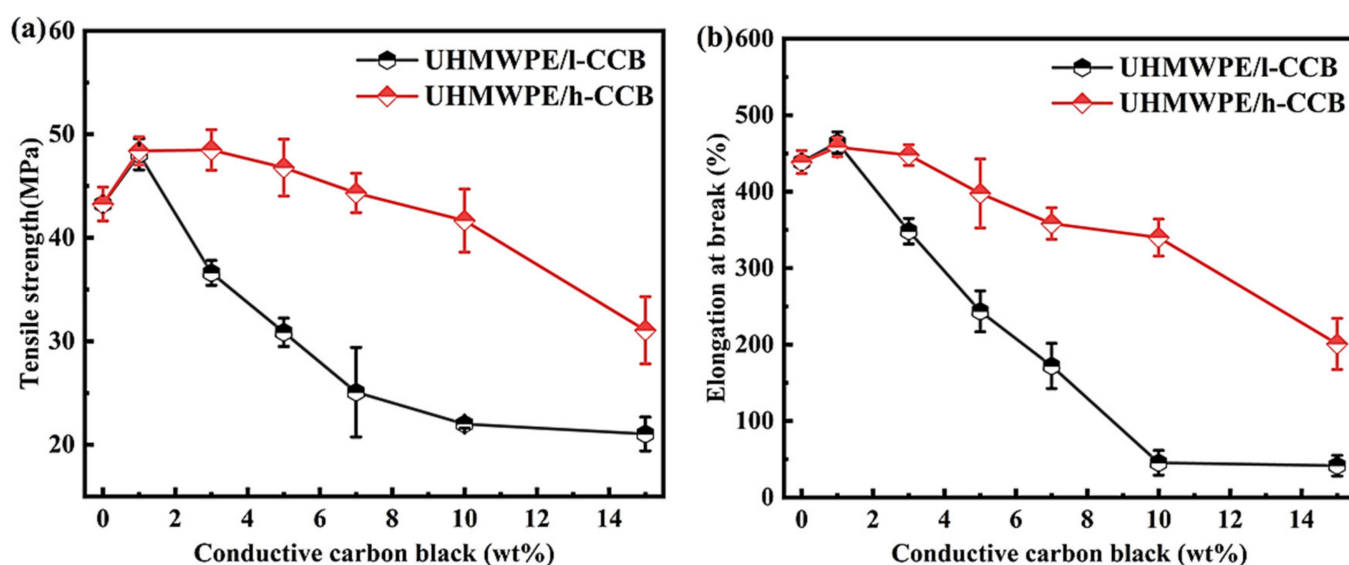 (a)
60
50
40
30
20
Tensile strength(MPa)
UHMWPE/l-CCB
UHMWPE/h-CCB
0 2 4 6 8 10 12 14
Conductive carbon black (wt%)
(b)
600
500
400
300
200
100
0
Elongation at break (%)
UHMWPE/l-CCB
UHMWPE/h-CCB
0 2 4 6 8 10 12 14
Conductive carbon black (wt%)